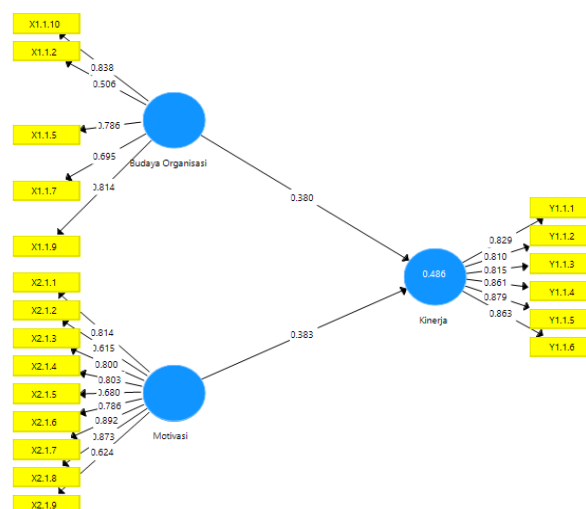 X1.1.10
X1.1.2
X1.1.5
X1.1.7
X1.1.9
0.838
0.506
0.786
0.695
0.814
Budaya Organisasi
X2.1.1
X2.1.2
X2.1.3
X2.1.4
X2.1.5
X2.1.6
X2.1.7
X2.1.8
X2.1.9
0.814
0.615
0.800
0.803
0.680
0.786
0.892
0.873
0.624
Motivasi
0.380
0.383
0.486
Kinerja
0.829
0.810
0.815
0.861
0.879
0.863
Y1.1.1
Y1.1.2
Y1.1.3
Y1.1.4
Y1.1.5
Y1.1.6